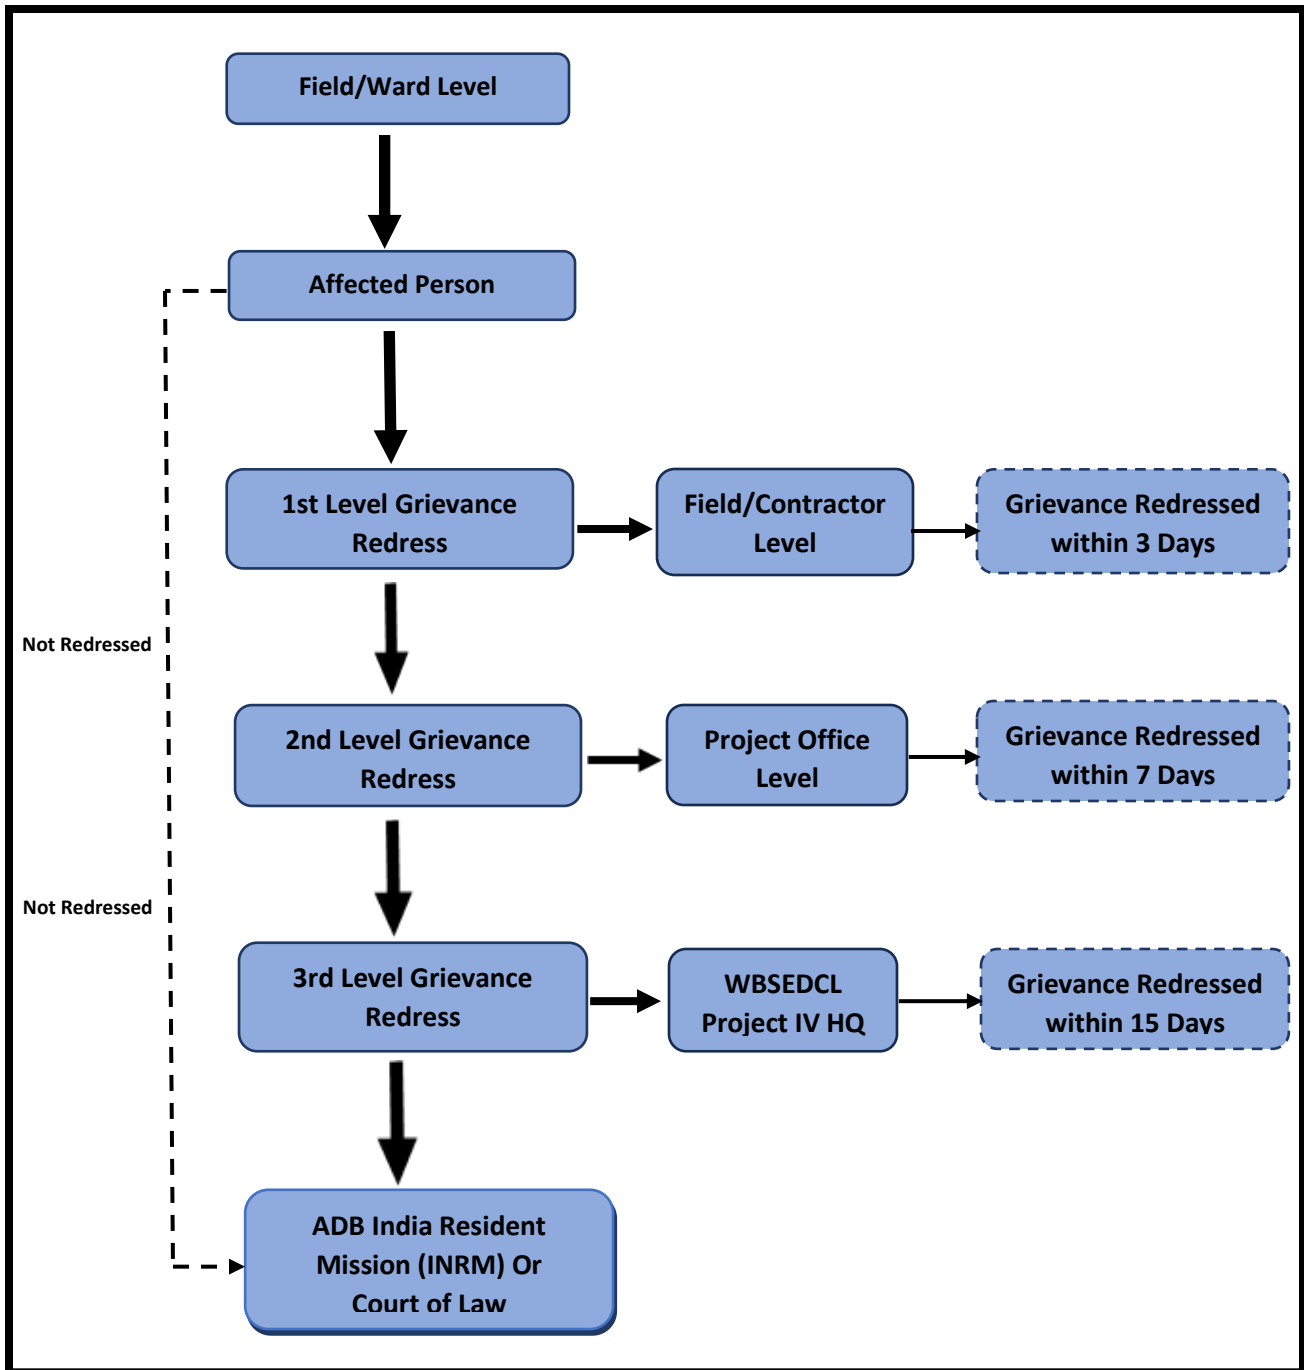 Field/Ward Level
Affected Person
1st Level Grievance
Redress
Field/Contractor
Level
Grievance Redressed
within 3 Days
Not Redressed
2nd Level Grievance
Redress
Project Office
Level
Grievance Redressed
within 7 Days
Not Redressed
3rd Level Grievance
Redress
WBSEDCL
Project IV HQ
Grievance Redressed
within 15 Days
ADB India Resident
Mission (INRM) Or
Court of Law